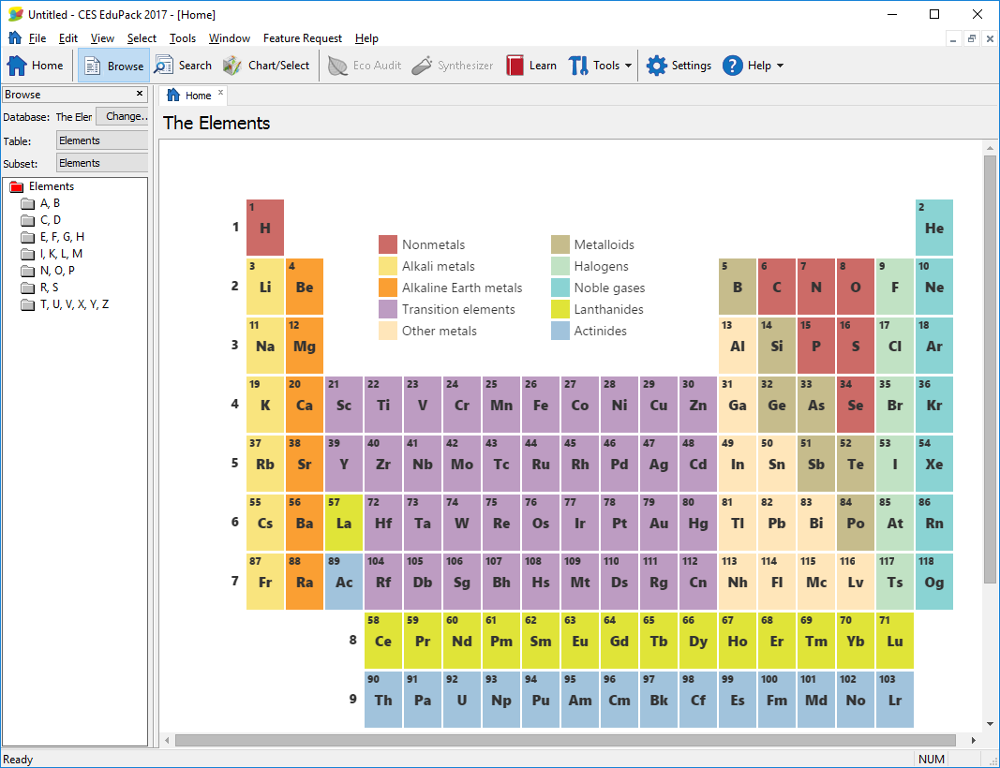 Untitled - CES EduPack 2017 - [Home]
File Edit View Select Tools Window Feature Request Help
Home Browse Search Chart/Select Eco Audit Synthesizer Learn Tools Settings Help
Browse
Home
Database: The Eler Change..
The Elements
Table: Elements
Subset: Elements
Elements
A, B
C, D
E, F, G, H
I, K, L, M
N, O, P
R, S
T, U, V, X, Y, Z
Nonmetals
Alkali metals
Alkaline Earth metals
Transition elements
Other metals
Metalloids
Halogens
Noble gases
Lanthanides
Actinides
1 2
1 H He
3 4 5 6 7 8 9 10
2 Li Be B C N O F Ne
11 12 13 14 15 16 17 18
3 Na Mg Al Si P S Cl Ar
19 20 21 22 23 24 25 26 27 28 29 30 31 32 33 34 35 36
4 K Ca Sc Ti V Cr Mn Fe Co Ni Cu Zn Ga Ge As Se Br Kr
37 38 39 40 41 42 43 44 45 46 47 48 49 50 51 52 53 54
5 Rb Sr Y Zr Nb Mo Tc Ru Rh Pd Ag Cd In Sn Sb Te I Xe
55 56 57 72 73 74 75 76 77 78 79 80 81 82 83 84 85 86
6 Cs Ba La Hf Ta W Re Os Ir Pt Au Hg Tl Pb Bi Po At Rn
87 88 89 104 105 106 107 108 109 110 111 112 113 114 115 116 117 118
7 Fr Ra Ac Rf Db Sg Bh Hs Mt Ds Rg Cn Nh Fl Mc Lv Ts Og
58 59 60 61 62 63 64 65 66 67 68 69 70 71
8 Ce Pr Nd Pm Sm Eu Gd Tb Dy Ho Er Tm Yb Lu
90 91 92 93 94 95 96 97 98 99 100 101 102 103
9 Th Pa U Np Pu Am Cm Bk Cf Es Fm Md No Lr
Ready NUM